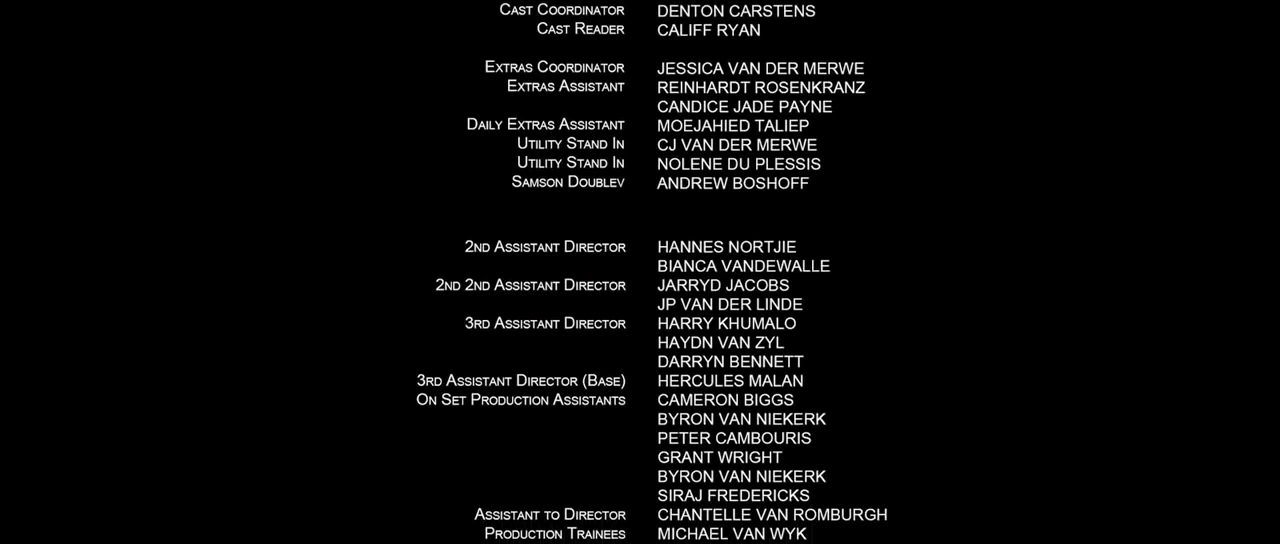 Cast Coordinator DENTON CARSTENS
Cast Reader CALIFF RYAN
Extras Coordinator JESSICA VAN DER MERWE
Extras Assistant REINHARDT ROSENKRANZ
CANDICE JADE PAYNE
Daily Extras Assistant MOEJAHIED TALIEP
Utility Stand In CJ VAN DER MERWE
Utility Stand In NOLENE DU PLESSIS
Samson Doublev ANDREW BOSHOFF
2nd Assistant Director HANNES NORTJIE
BIANCA VANDEWALLE
2nd 2nd Assistant Director JARRYD JACOBS
JP VAN DER LINDE
3rd Assistant Director HARRY KHUMALO
HAYDN VAN ZYL
DARRYN BENNETT
3rd Assistant Director (Base) HERCULES MALAN
On Set Production Assistants CAMERON BIGGS
BYRON VAN NIEKERK
PETER CAMBOURIS
GRANT WRIGHT
BYRON VAN NIEKERK
SIRAJ FREDERICKS
Assistant to Director CHANTELLE VAN ROMBURGH
Production Trainees MICHAEL VAN WYK